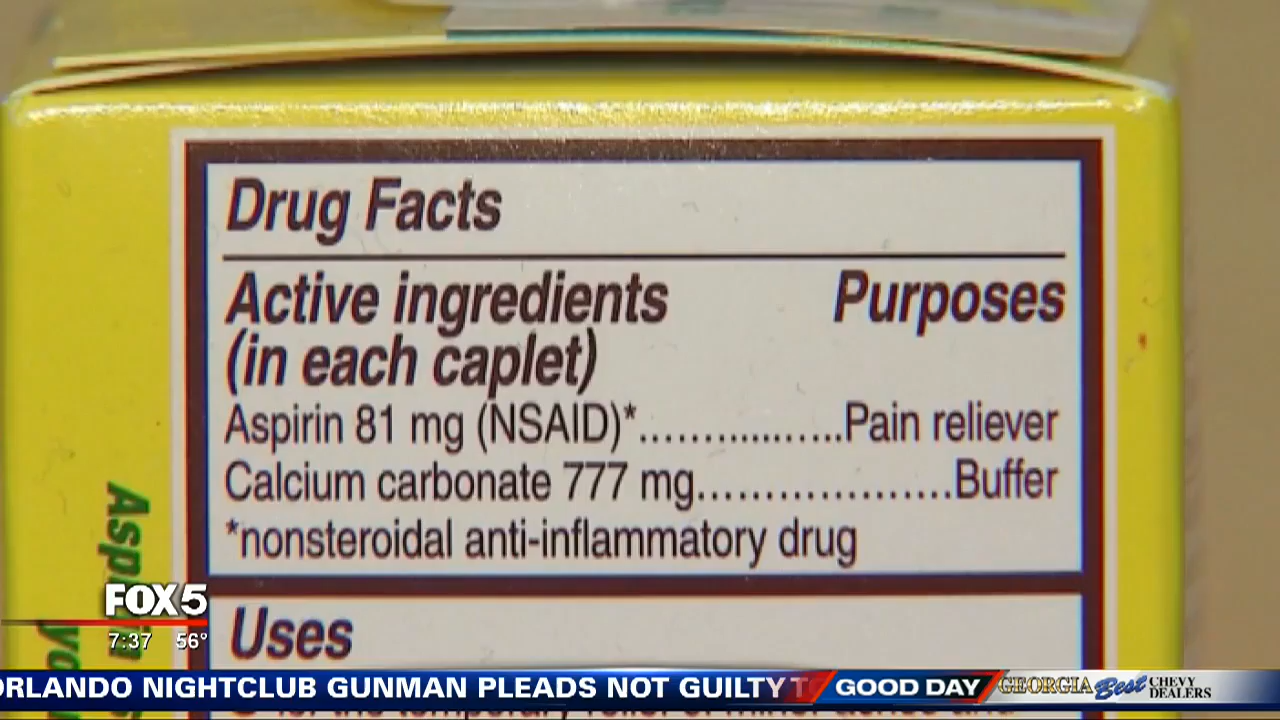 Drug Facts
Active ingredients Purposes
(in each caplet)
Aspirin 81 mg (NSAID)*....................Pain reliever
Calcium carbonate 777 mg...................Buffer
*nonsteroidal anti-inflammatory drug
Uses
FOX 5
7:37 56°
ORLANDO NIGHTCLUB GUNMAN PLEADS NOT GUILTY
GOOD DAY
GEORGIA'S Best CHEVY
DEALERS